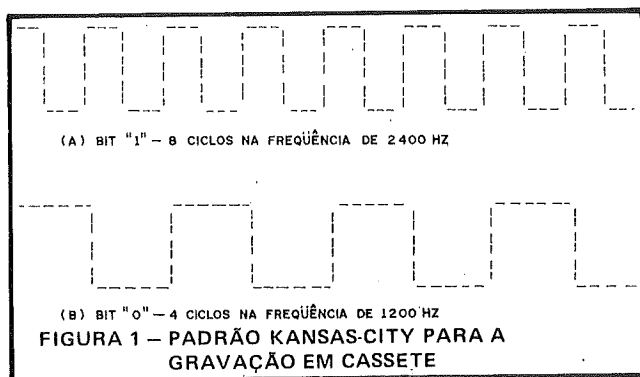 (A) BIT "1" — 8 CICLOS NA FREQÜÊNCIA DE 2400 HZ
(B) BIT "0" — 4 CICLOS NA FREQÜÊNCIA DE 1200 HZ
FIGURA 1 — PADRÃO KANSAS-CITY PARA A
GRAVAÇÃO EM CASSETE